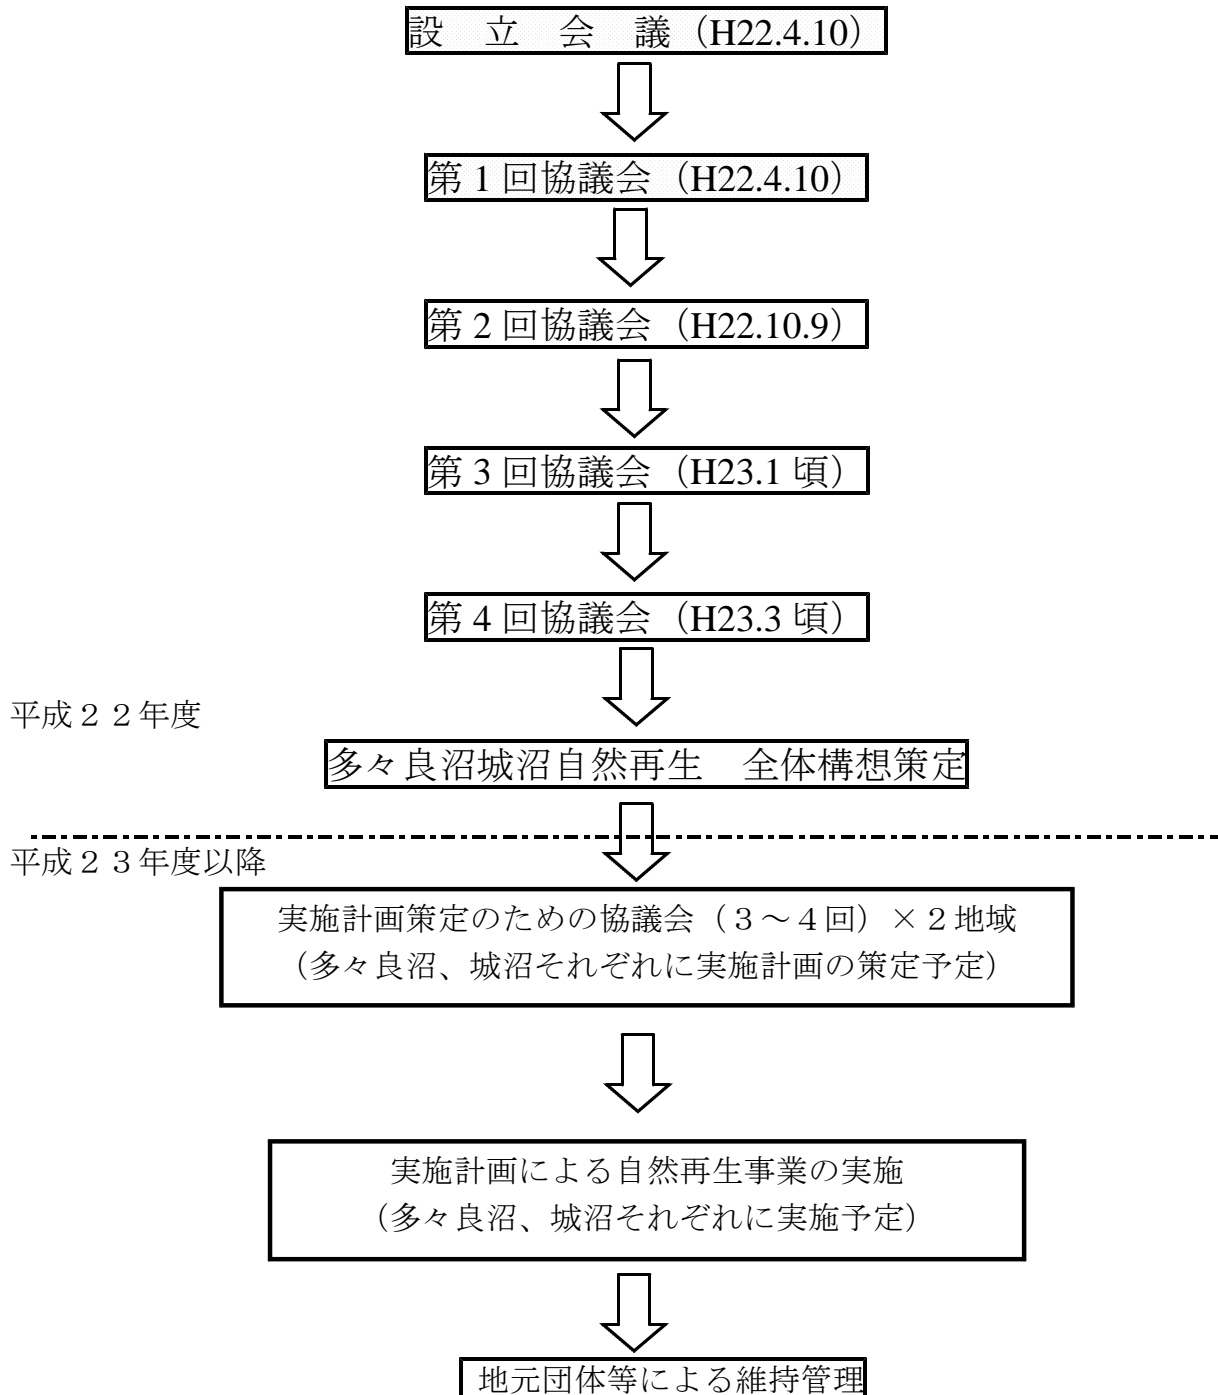 設　立　会　議（H22.4.10）
第1回協議会（H22.4.10）
第2回協議会（H22.10.9）
第3回協議会（H23.1頃）
第4回協議会（H23.3頃）
平成２２年度
多々良沼城沼自然再生　全体構想策定
平成２３年度以降
実施計画策定のための協議会（３～４回）×２地域
（多々良沼、城沼それぞれに実施計画の策定予定）
実施計画による自然再生事業の実施
（多々良沼、城沼それぞれに実施予定）
地元団体等による維持管理